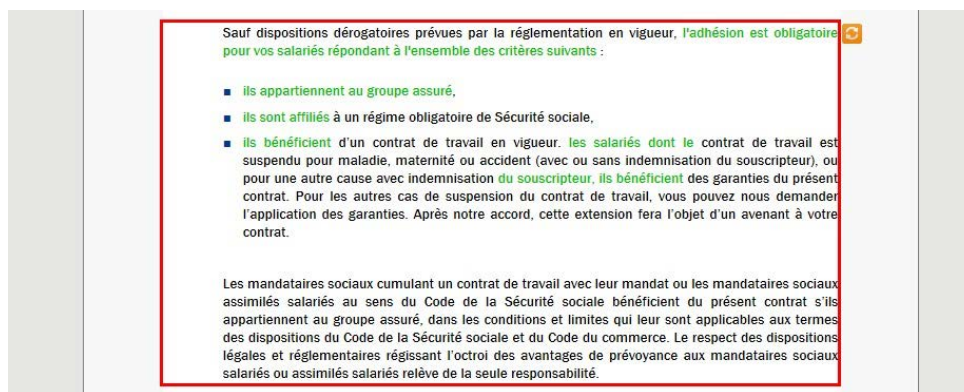 Sauf dispositions dérogatoires prévues par la réglementation en vigueur, l'adhésion est obligatoire
pour vos salariés répondant à l'ensemble des critères suivants :
ils appartiennent au groupe assuré,
ils sont affiliés à un régime obligatoire de Sécurité sociale,
ils bénéficient d'un contrat de travail en vigueur. les salariés dont le contrat de travail est
suspendu pour maladie, maternité ou accident (avec ou sans indemnisation du souscripteur), ou
pour une autre cause avec indemnisation du souscripteur, ils bénéficient des garanties du présent
contrat. Pour les autres cas de suspension du contrat de travail, vous pouvez nous demander
l'application des garanties. Après notre accord, cette extension fera l'objet d'un avenant à votre
contrat.
Les mandataires sociaux cumulant un contrat de travail avec leur mandat ou les mandataires sociaux
assimilés salariés au sens du Code de la Sécurité sociale bénéficient du présent contrat s'ils
appartiennent au groupe assuré, dans les conditions et limites qui leur sont applicables aux termes
des dispositions du Code de la Sécurité sociale et du Code du commerce. Le respect des dispositions
légales et réglementaires régissant l'octroi des avantages de prévoyance aux mandataires sociaux
salariés ou assimilés salariés relève de la seule responsabilité.